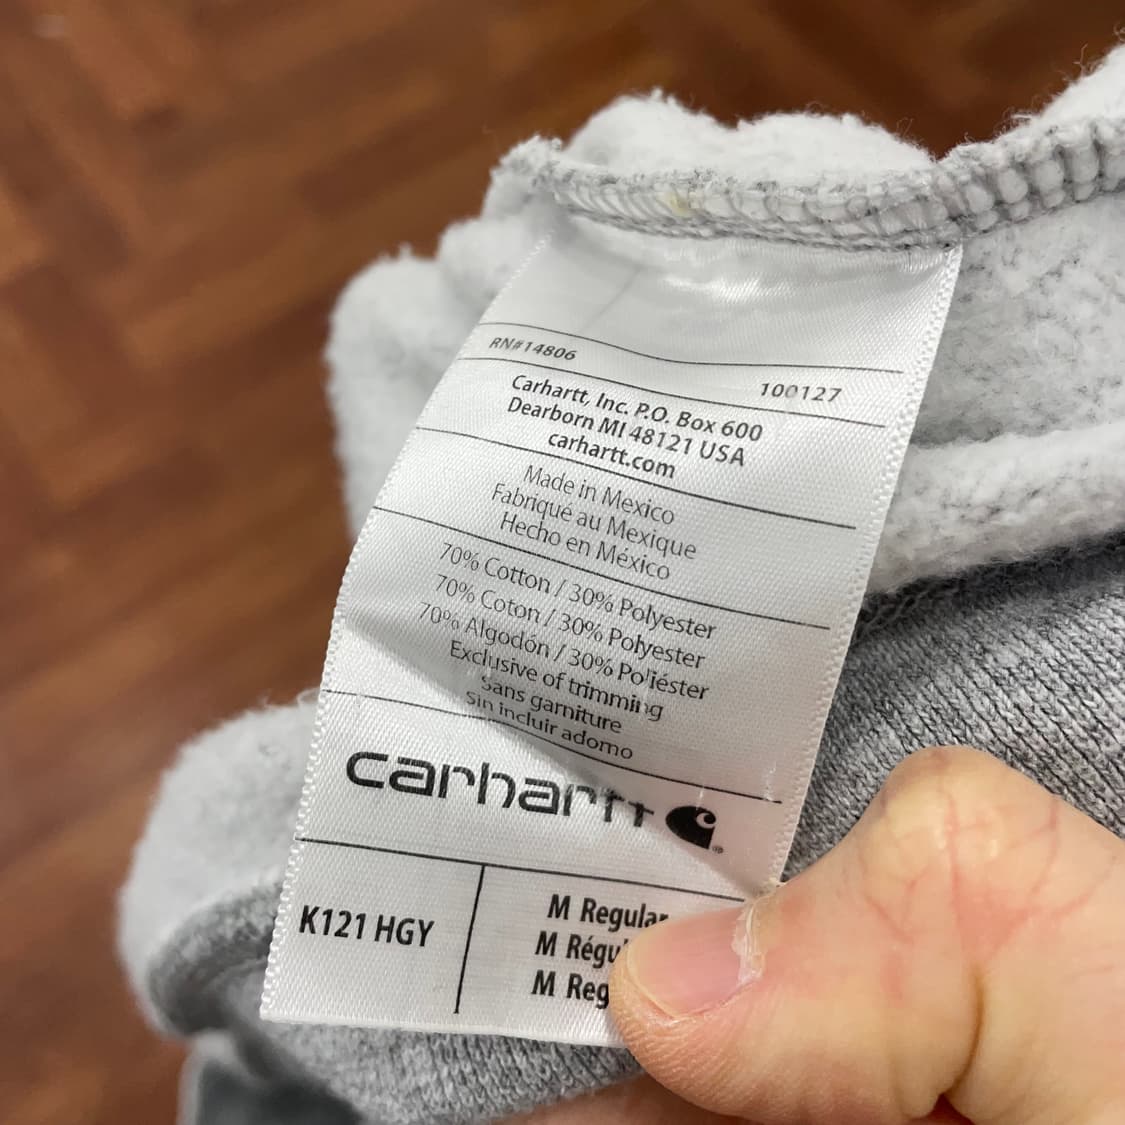 RN#14806
100127
Carhartt, Inc. P.O. Box 600
Dearborn MI 48121 USA
carhartt.com
Made in Mexico
Fabriqué au Mexique
Hecho en México
70% Cotton / 30% Polyester
70% Coton / 30% Polyester
70% Algodón / 30% Poliéster
Exclusive of trimming
Sans garniture
Sin incluir adorno
carhartt
K121 HGY
M Regular
M Régu
M Reg